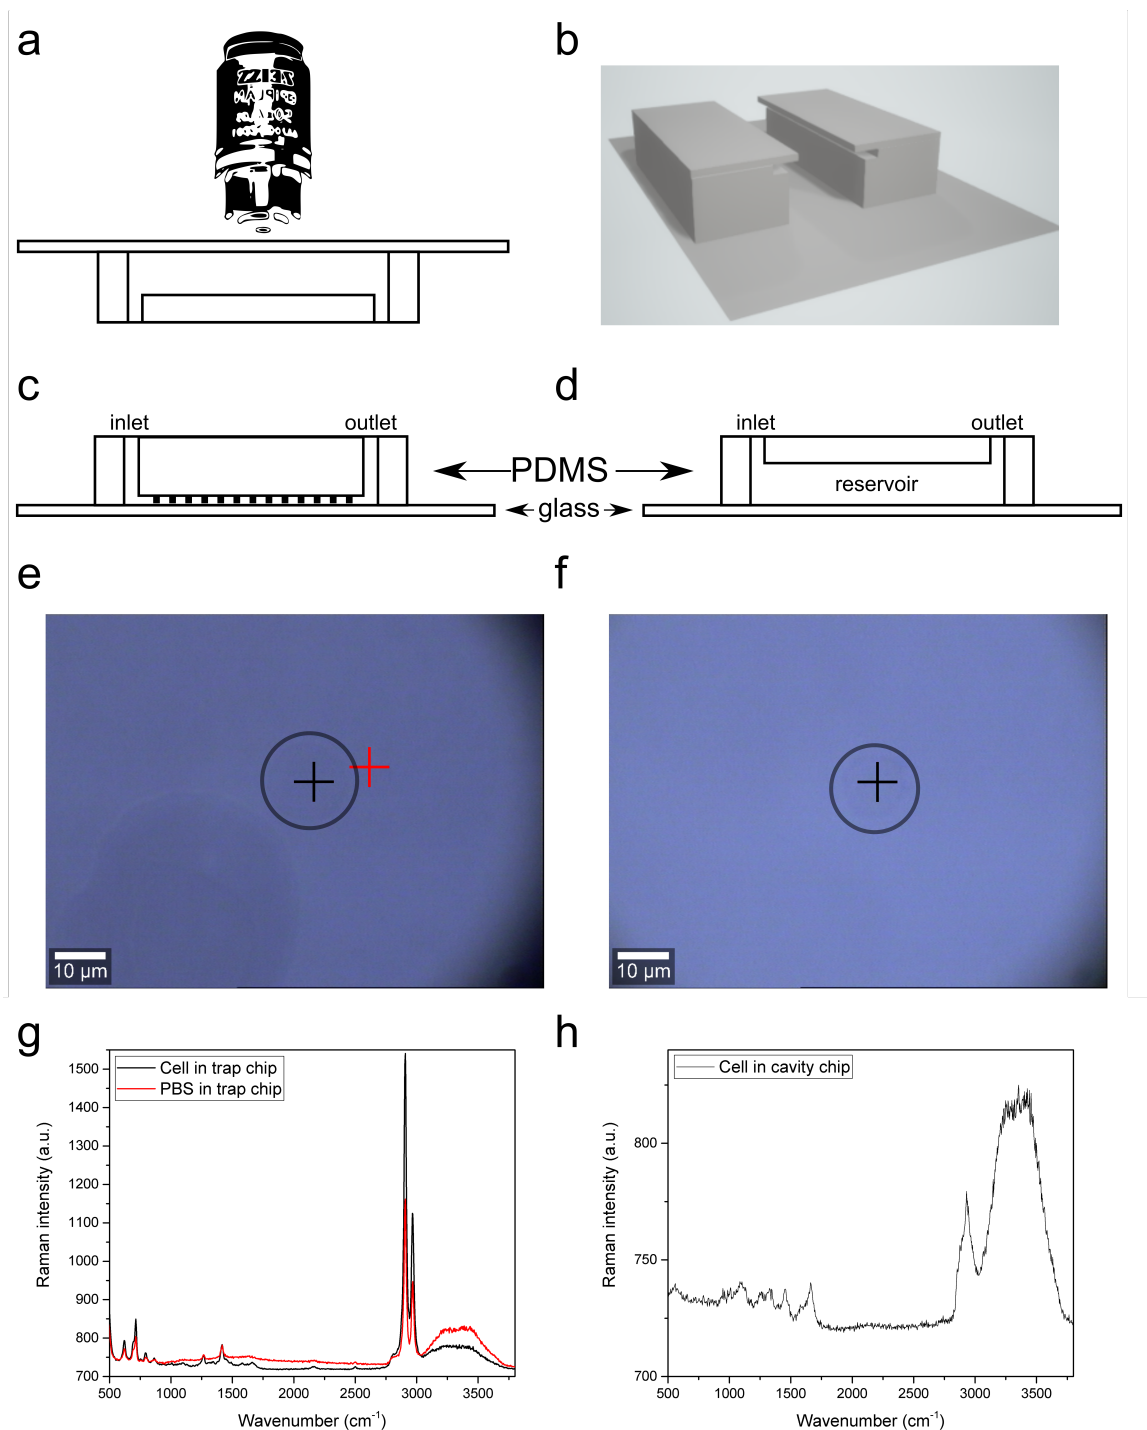 a
b
c
d
inlet
outlet
inlet
outlet
PDMS
reservoir
glass
e
f
10 µm
10 µm
g
h
Cell in trap chip
PBS in trap chip
1500
1400
1300
1200
1100
1000
900
800
700
Raman intensity (a.u.)
500
1000
1500
2000
2500
3000
3500
Wavenumber (cm⁻¹)
Cell in cavity chip
800
750
700
Raman intensity (a.u.)
500
1000
1500
2000
2500
3000
3500
Wavenumber (cm⁻¹)